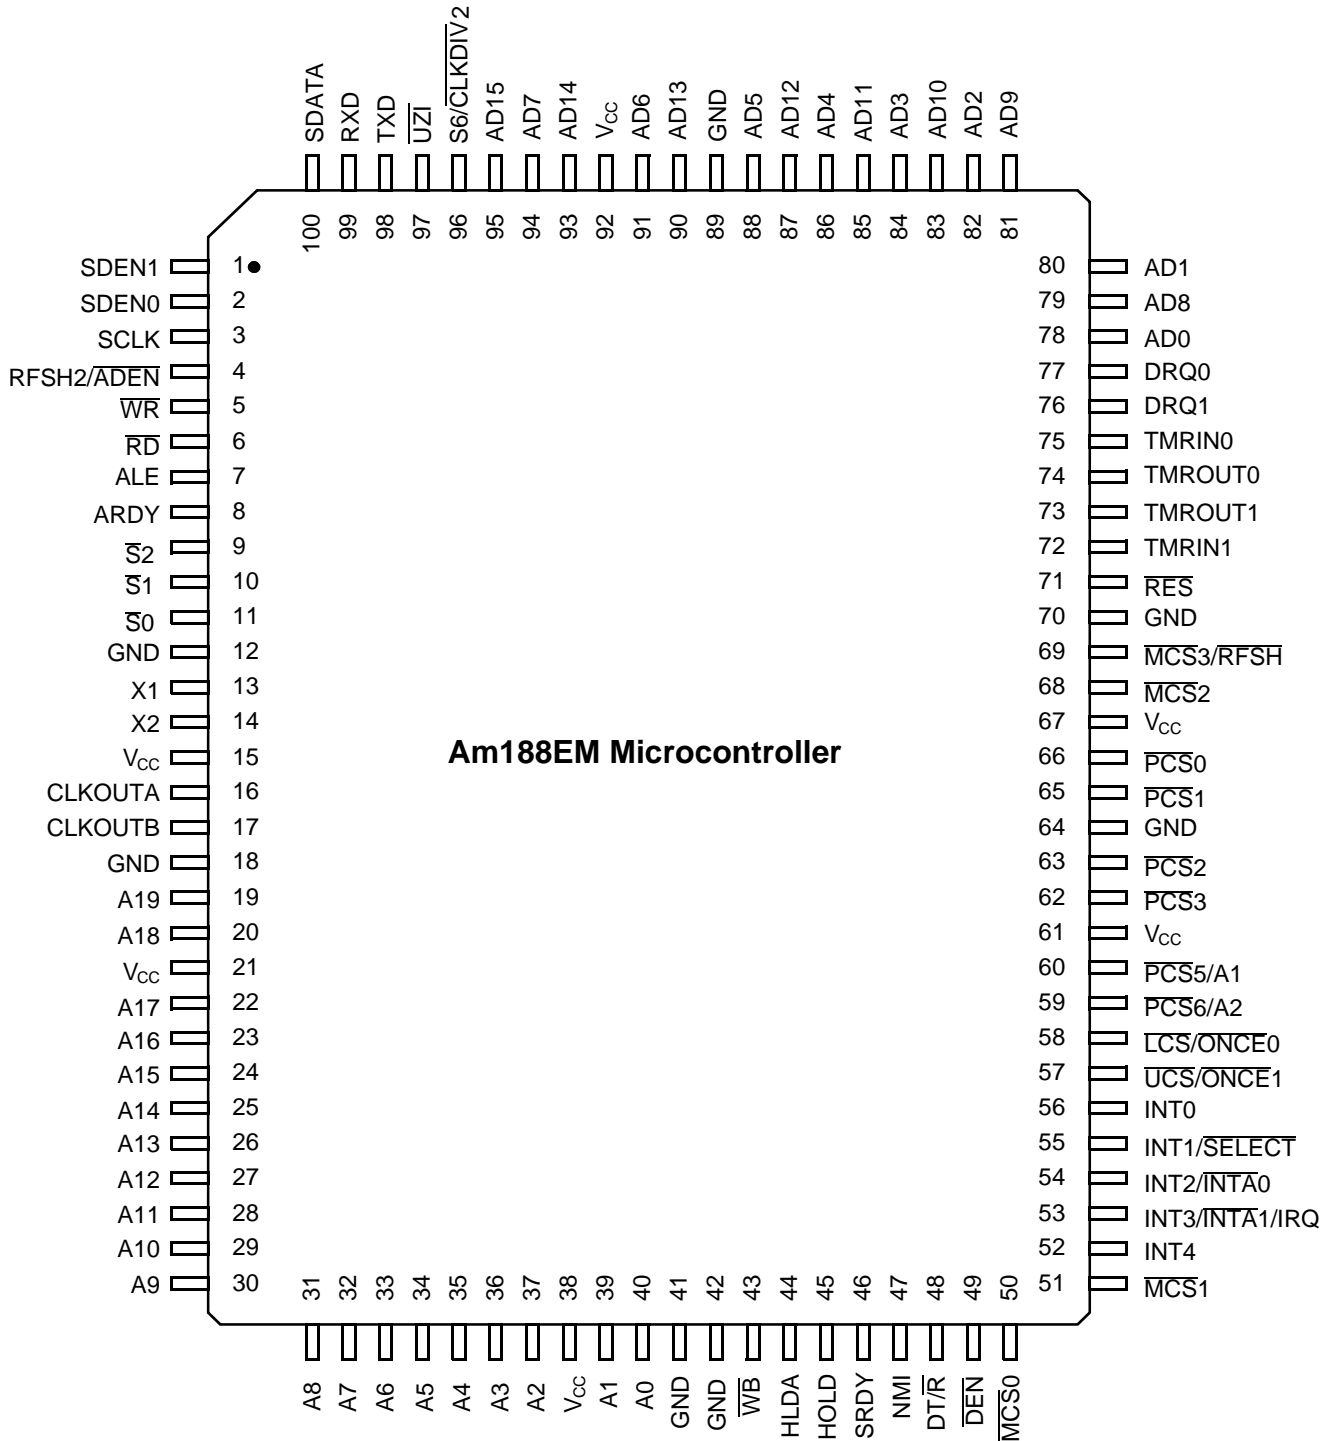 SDATA RXD TXD UZI S6/CLKDIV2 AD15 AD7 AD14 VCC AD6 AD13 GND AD5 AD12 AD4 AD11 AD3 AD10 AD2 AD9
100 99 98 97 96 95 94 93 92 91 90 89 88 87 86 85 84 83 82 81
SDEN1 1 80 AD1
SDEN0 2 79 AD8
SCLK 3 78 AD0
RFSH2/ADEN 4 77 DRQ0
WR 5 76 DRQ1
RD 6 75 TMRIN0
ALE 7 74 TMROUT0
ARDY 8 73 TMROUT1
S2 9 72 TMRIN1
S1 10 71 RES
S0 11 70 GND
GND 12 69 MCS3/RFSH
X1 13 68 MCS2
X2 14 67 VCC
Am188EM Microcontroller
VCC 15 66 PCS0
CLKOUTA 16 65 PCS1
CLKOUTB 17 64 GND
GND 18 63 PCS2
A19 19 62 PCS3
A18 20 61 VCC
VCC 21 60 PCS5/A1
A17 22 59 PCS6/A2
A16 23 58 LCS/ONCE0
A15 24 57 UCS/ONCE1
A14 25 56 INT0
A13 26 55 INT1/SELECT
A12 27 54 INT2/INTA0
A11 28 53 INT3/INTA1/IRQ
A10 29 52 INT4
A9 30 51 MCS1
31 32 33 34 35 36 37 38 39 40 41 42 43 44 45 46 47 48 49 50
A8 A7 A6 A5 A4 A3 A2 VCC A1 A0 GND GND WB HLDA HOLD SRDY NMI DT/R DEN MCS0